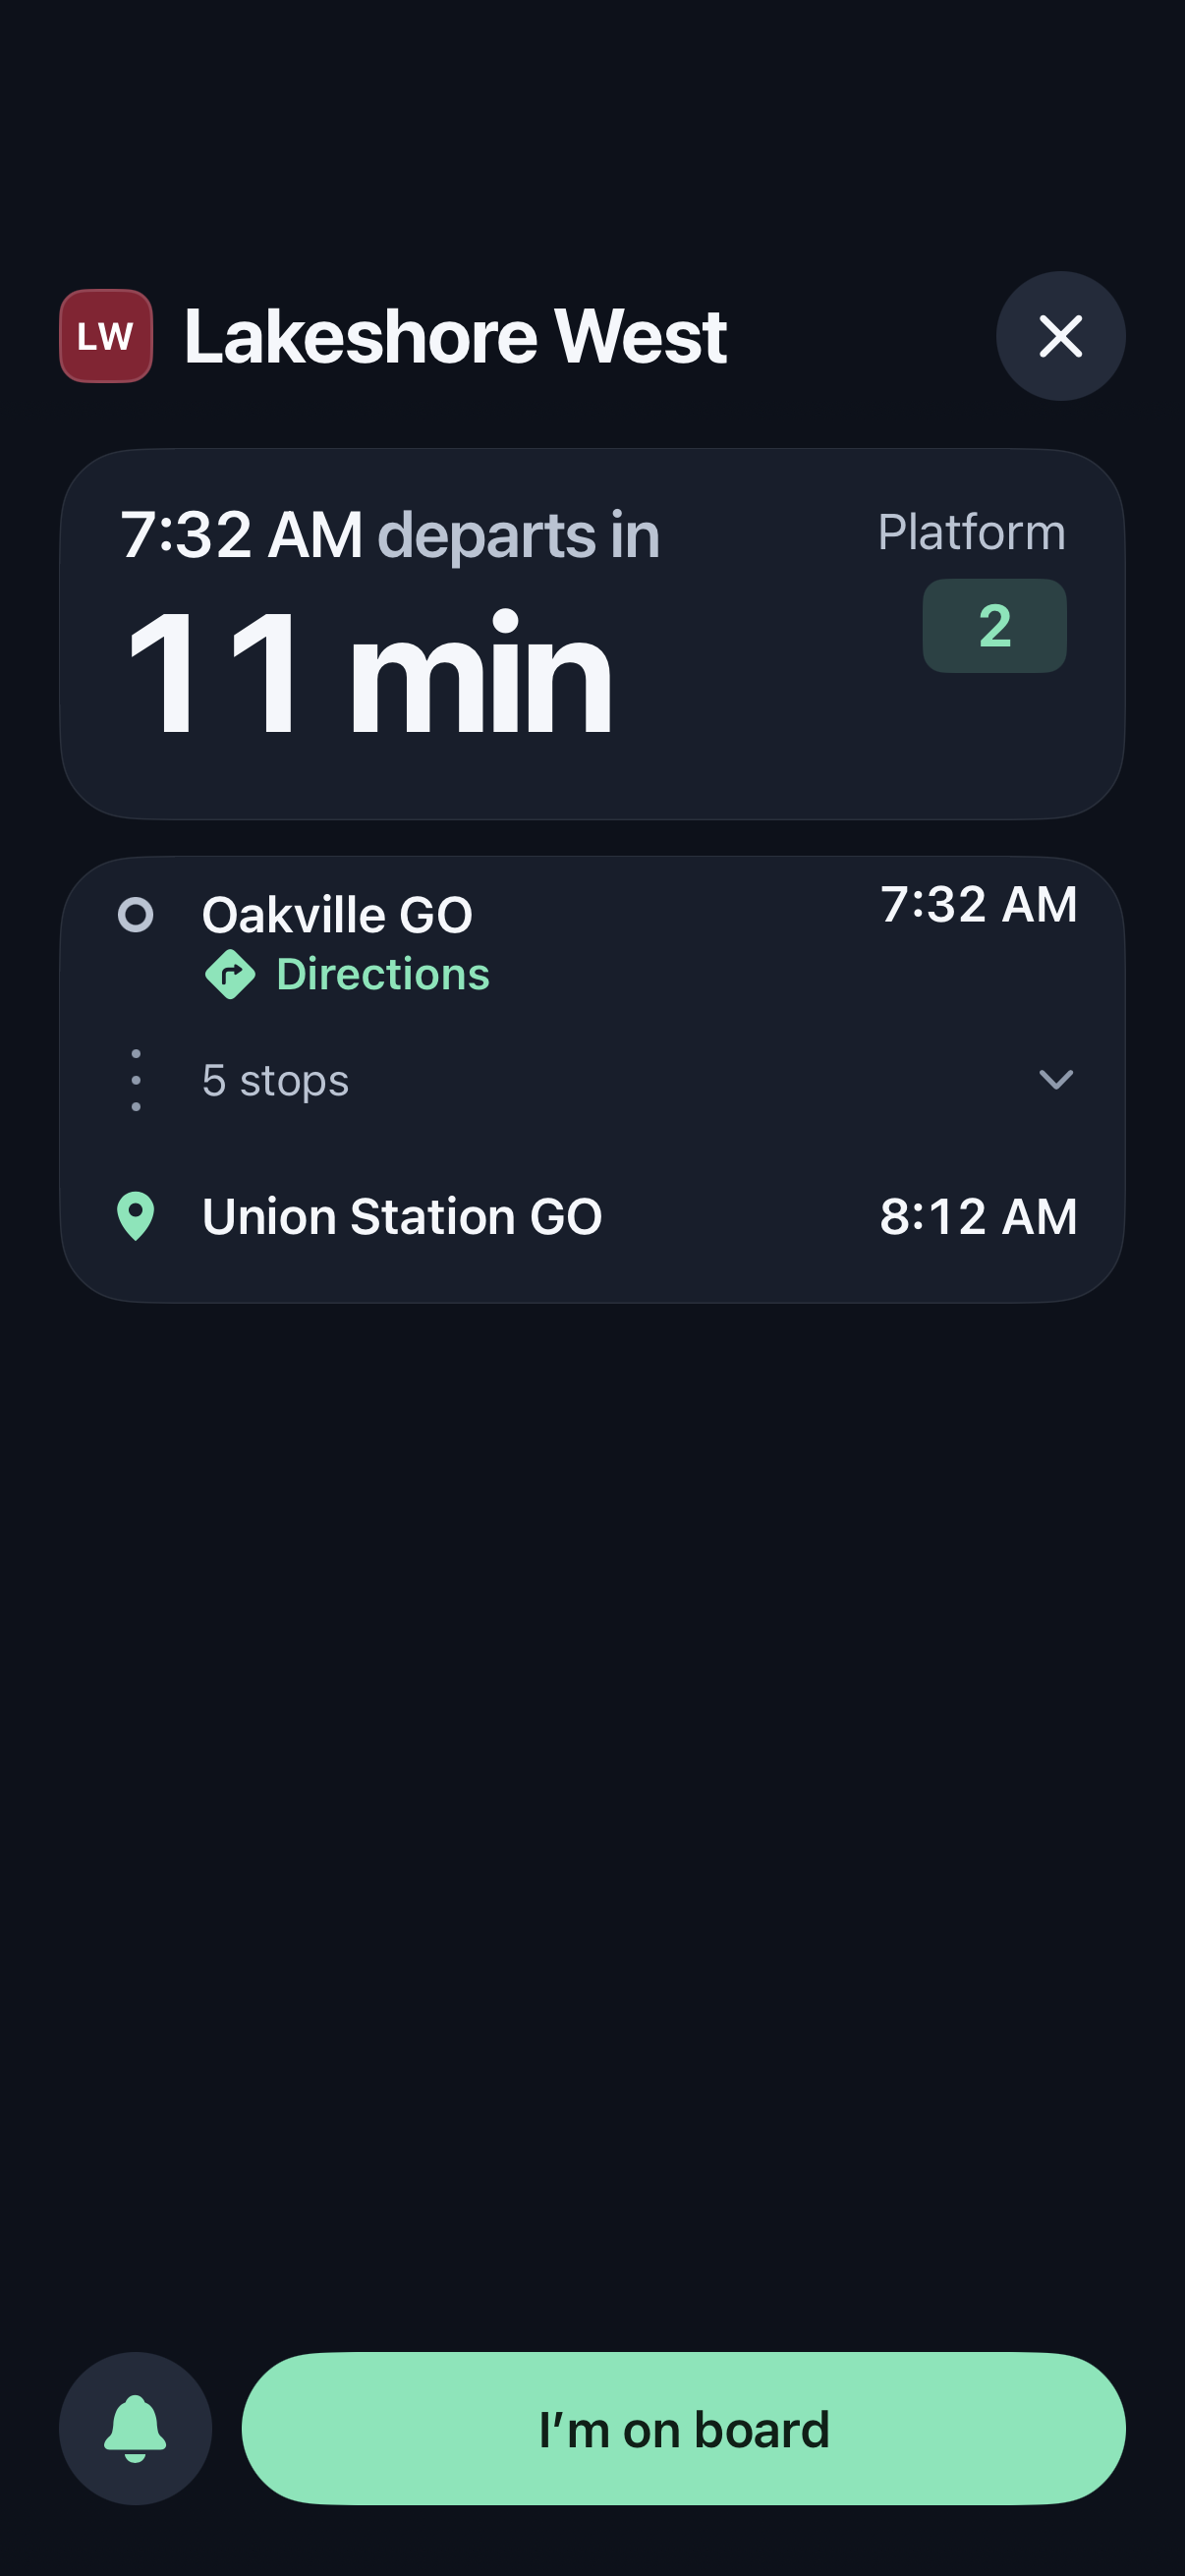 LW Lakeshore West
7:32 AM departs in
Platform
11 min
2
Oakville GO
7:32 AM
Directions
5 stops
Union Station GO
8:12 AM
I’m on board